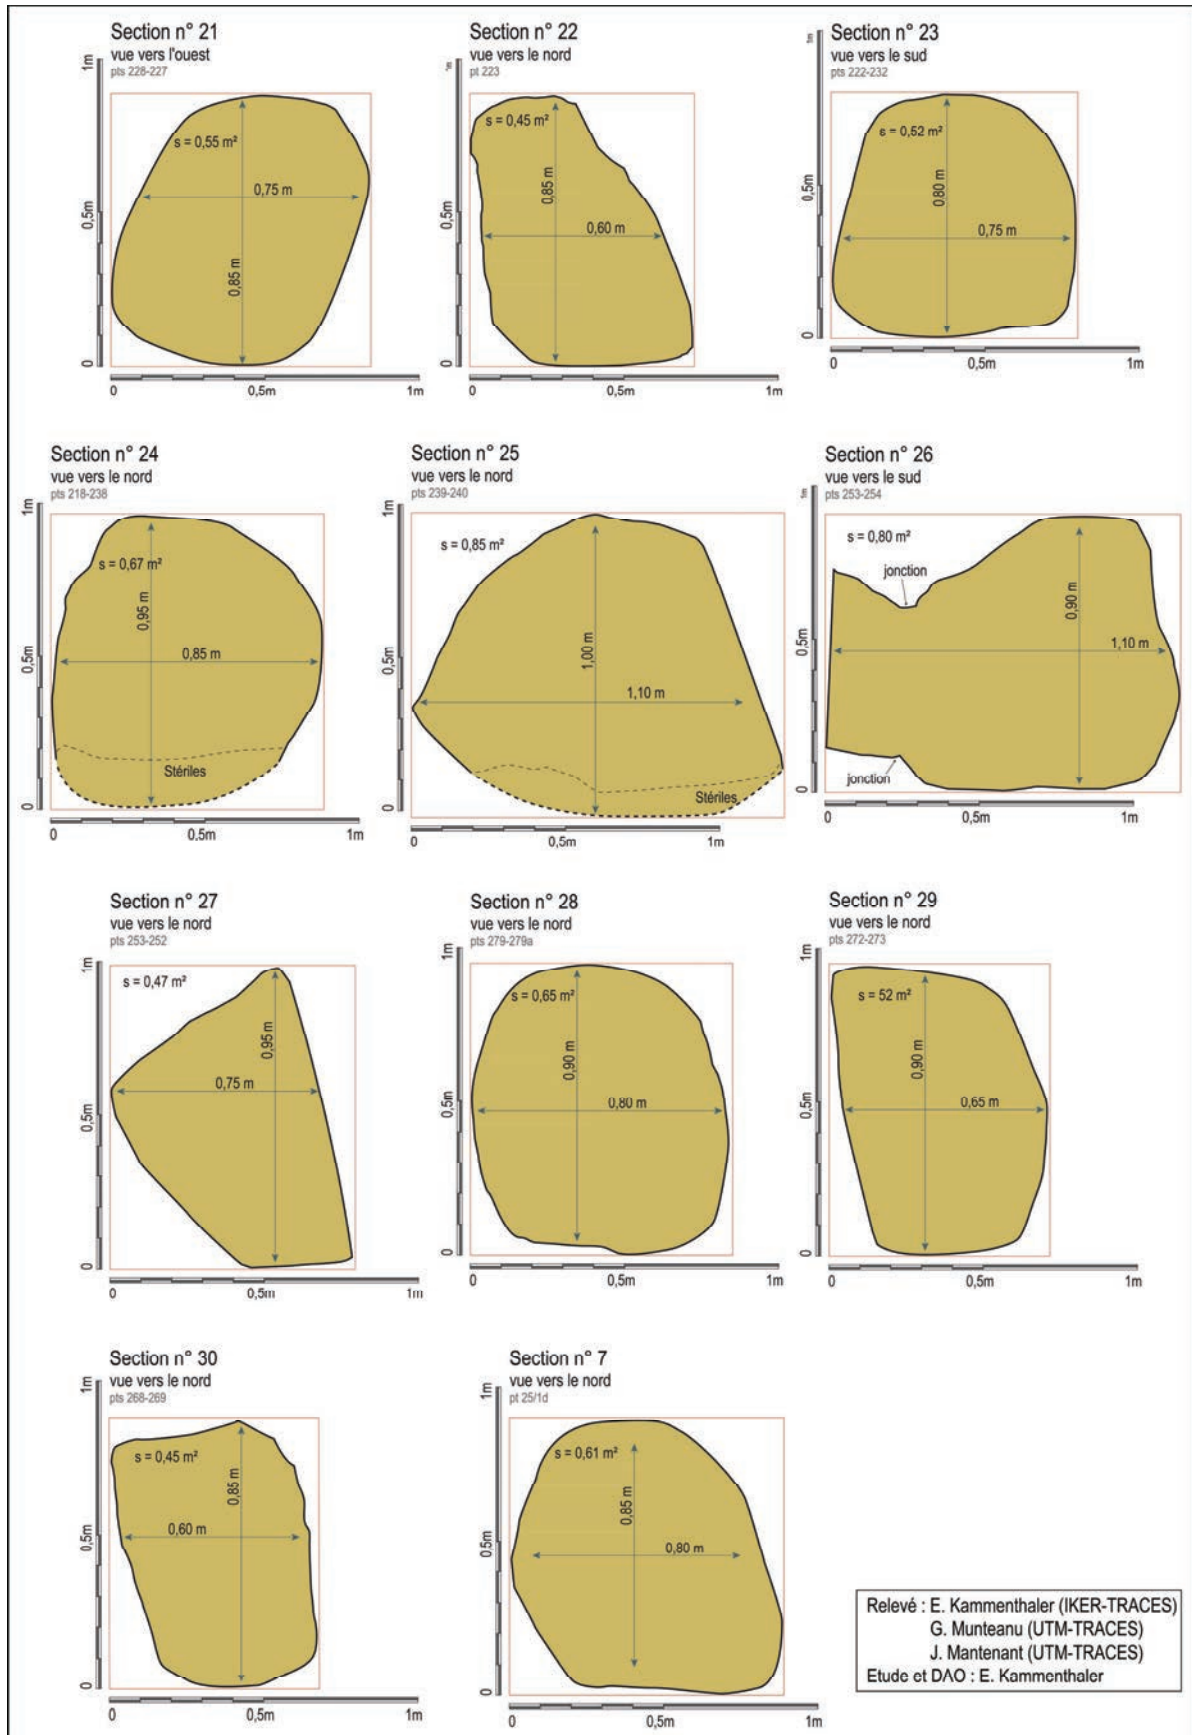 Section n° 21
vue vers l'ouest
pts 228-227
1m
0,5m
0
s = 0,55 m²
0,75 m
0,85 m
0
0,5m
1m
Section n° 22
vue vers le nord
pt 223
1m
0,5m
0
s = 0,45 m²
0,85 m
0,60 m
0
0,5m
1m
Section n° 23
vue vers le sud
pts 222-232
1m
0,5m
0
s = 0,52 m²
0,80 m
0,75 m
0
0,5m
1m
Section n° 24
vue vers le nord
pts 218-238
1m
0,5m
0
s = 0,67 m²
0,95 m
0,85 m
Stériles
0
0,5m
1m
Section n° 25
vue vers le nord
pts 239-240
1m
0,5m
0
s = 0,85 m²
1,00 m
1,10 m
Stériles
0
0,5m
1m
Section n° 26
vue vers le sud
pts 253-254
1m
0,5m
0
s = 0,80 m²
jonction
0,90 m
1,10 m
jonction
0
0,5m
1m
Section n° 27
vue vers le nord
pts 253-252
1m
0,5m
0
s = 0,47 m²
0,95 m
0,75 m
0
0,5m
1m
Section n° 28
vue vers le nord
pts 279-279a
1m
0,5m
0
s = 0,65 m²
0,90 m
0,80 m
0
0,5m
1m
Section n° 29
vue vers le nord
pts 272-273
1m
0,5m
0
s = 52 m²
0,90 m
0,65 m
0
0,5m
1m
Section n° 30
vue vers le nord
pts 268-269
1m
0,5m
0
s = 0,45 m²
0,85 m
0,60 m
0
0,5m
1m
Section n° 7
vue vers le nord
pt 25/1d
1m
0,5m
0
s = 0,61 m²
0,85 m
0,80 m
0
0,5m
1m
Relevé : E. Kammenthaler (IKER-TRACES)
G. Munteanu (UTM-TRACES)
J. Mantenant (UTM-TRACES)
Etude et DAO : E. Kammenthaler